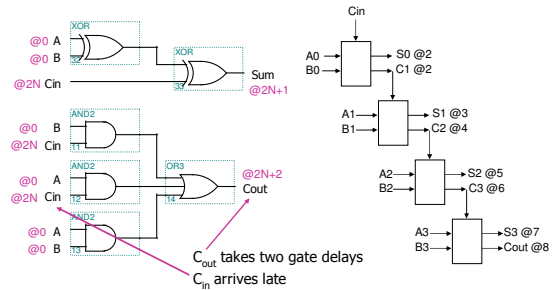 XOR
@0 A
@0 B
32
XOR
@2N Cin
33
Sum
@2N+1
AND2
@0 B
@2N Cin
11
AND2
@0 A
@2N Cin
12
AND2
@0 A
@0 B
13
OR3
14
@2N+2
Cout
Cout takes two gate delays
Cin arrives late
Cin
A0
B0
S0 @2
C1 @2
A1
B1
S1 @3
C2 @4
A2
B2
S2 @5
C3 @6
A3
B3
S3 @7
Cout @8